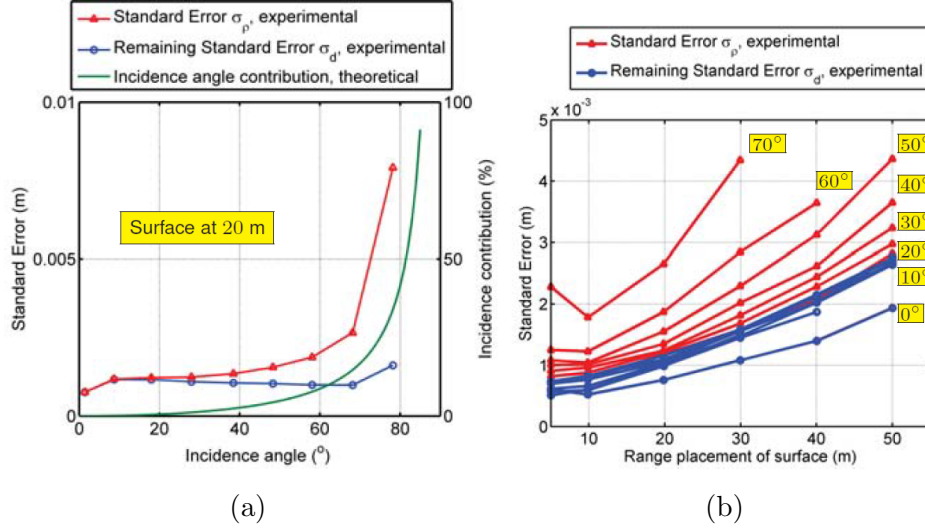 Standard Error σρ, experimental
Remaining Standard Error σd, experimental
Incidence angle contribution, theoretical
0.01
0.005
0
100
50
0
Standard Error (m)
Incidence contribution (%)
Surface at 20 m
0 20 40 60 80
Incidence angle (°)
(a)
Standard Error σρ, experimental
Remaining Standard Error σd, experimental
5 x 10⁻³
4
3
2
1
0
Standard Error (m)
70°
60°
50°
40°
30°
20°
10°
0°
10 20 30 40 50
Range placement of surface (m)
(b)